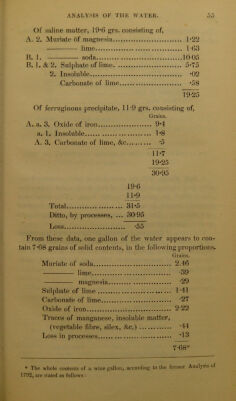 ANALYSIS OF THE WATER. 55
Of saline matter, 19·6 grs. consisting of,
A. 2. Muriate of magnesia........................ 1·22
——— lime.............................. 1·63
B. 1. ——— soda..............................10·05
B. 1. & 2. Sulphate of lime. .................. 5·75
2. Insoluble........................... ·02
Carbonate of lime..................... ·58
19·25
Of ferruginous precipitate, 11·9 grs. consisting of,
Grains.
A. a. 3. Oxide of iron.................. 9·4
a. 1. Insoluble........................ 1·8
A. 3. Carbonate of lime, &c......... ·5
11·7
19·25
30·95
19·6
11·9
Total..................... 31·5
Ditto, by processes, ... 30·95
Loss..................... ·55
From these data, one gallon of the water appears to con-
tain 7·08 grains of solid contents, in the following proportions.
Grains.
Muriate of soda........................... 2·46
——— lime........................... ·39
——— magnesia..................... ·29
Sulphate of lime ........................ 1·41
Carbonate of lime........................ ·27
Oxide of iron.............................. 2·22
Traces of manganese, insoluble matter,
(vegetable fibre, silex, &c.) ............ ·44
Loss in processes........................ ·13
7·68*
* The whole contents of a wine gallon, according to the former Analysis of
1792, are stated as follows: